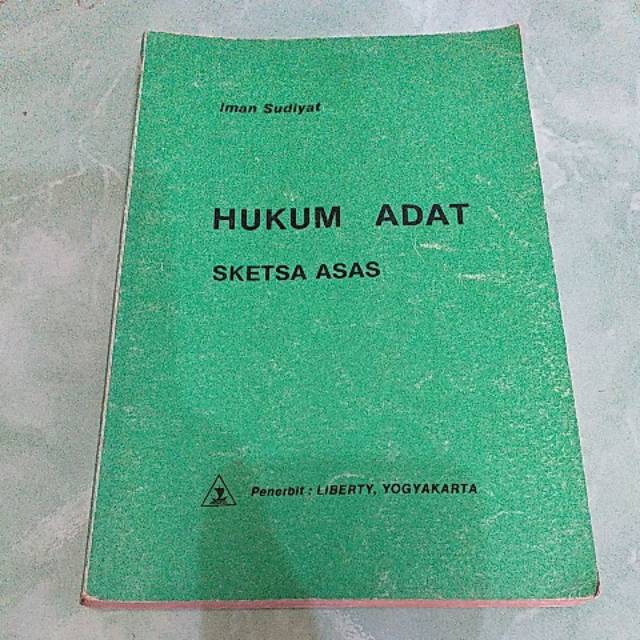 Iman Sudiyat
HUKUM ADAT
SKETSA ASAS
Penerbit : LIBERTY, YOGYAKARTA